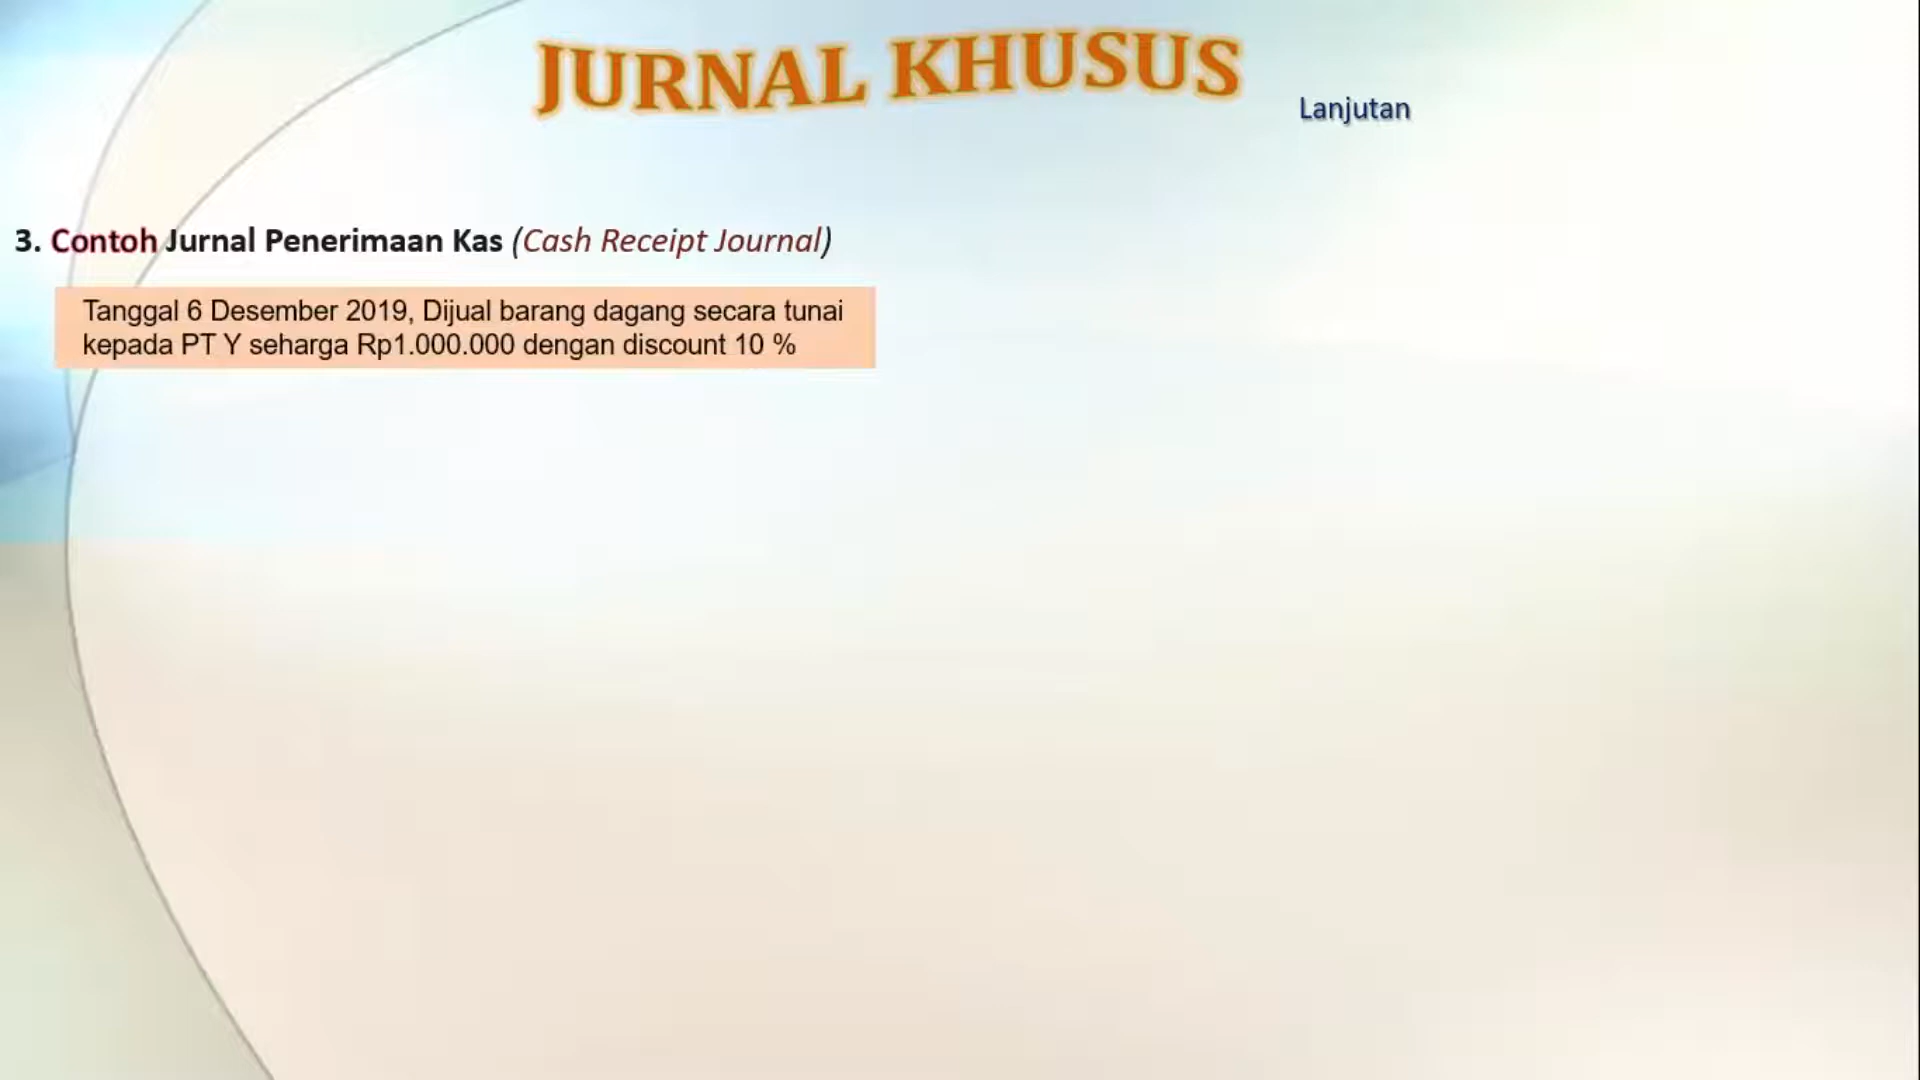 JURNAL KHUSUS
Lanjutan
3. Contoh Jurnal Penerimaan Kas (Cash Receipt Journal)
Tanggal 6 Desember 2019, Dijual barang dagang secara tunai
kepada PT Y seharga Rp1.000.000 dengan discount 10 %